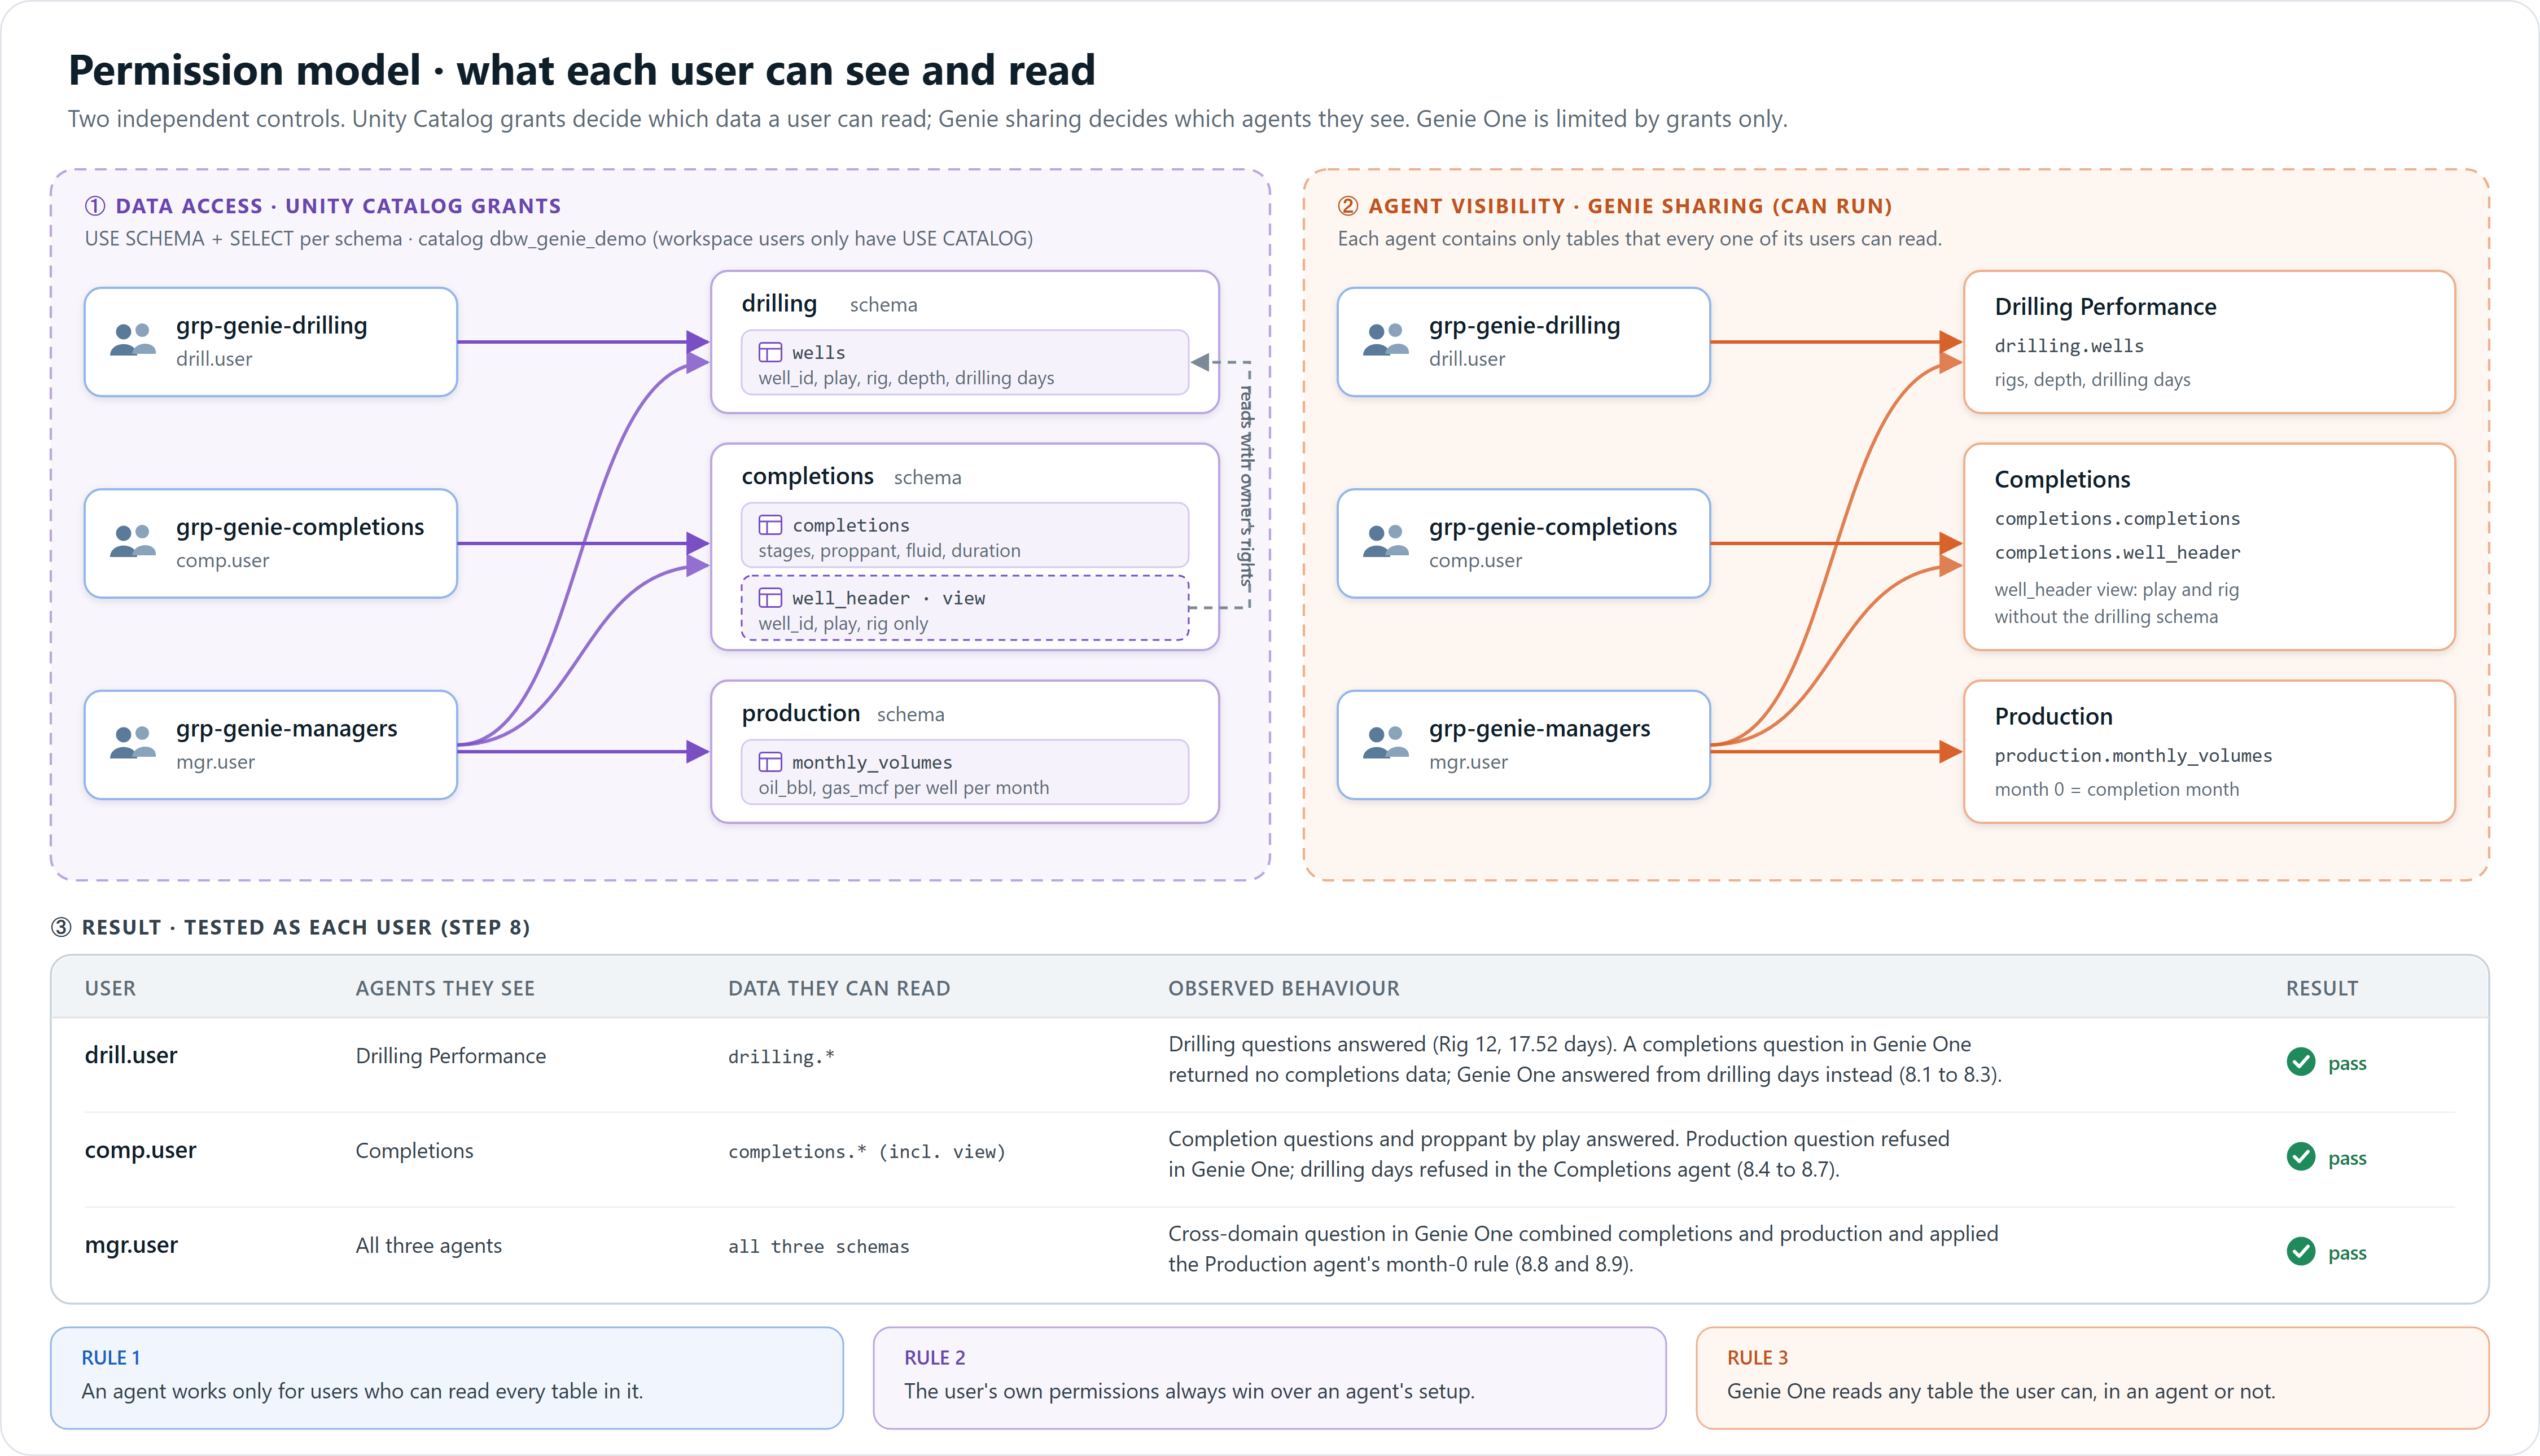 Permission model · what each user can see and read
Two independent controls. Unity Catalog grants decide which data a user can read; Genie sharing decides which agents they see. Genie One is limited by grants only.
① DATA ACCESS · UNITY CATALOG GRANTS
USE SCHEMA + SELECT per schema · catalog dbw_genie_demo (workspace users only have USE CATALOG)
grp-genie-drilling
drill.user
grp-genie-completions
comp.user
grp-genie-managers
mgr.user
drilling schema
wells
well_id, play, rig, depth, drilling days
completions schema
completions
stages, proppant, fluid, duration
well_header · view
well_id, play, rig only
production schema
monthly_volumes
oil_bbl, gas_mcf per well per month
reads with owner's rights
② AGENT VISIBILITY · GENIE SHARING (CAN RUN)
Each agent contains only tables that every one of its users can read.
grp-genie-drilling
drill.user
grp-genie-completions
comp.user
grp-genie-managers
mgr.user
Drilling Performance
drilling.wells
rigs, depth, drilling days
Completions
completions.completions
completions.well_header
well_header view: play and rig
without the drilling schema
Production
production.monthly_volumes
month 0 = completion month
③ RESULT · TESTED AS EACH USER (STEP 8)
USER AGENTS THEY SEE DATA THEY CAN READ OBSERVED BEHAVIOUR RESULT
drill.user Drilling Performance drilling.* Drilling questions answered (Rig 12, 17.52 days). A completions question in Genie One
returned no completions data; Genie One answered from drilling days instead (8.1 to 8.3). pass
comp.user Completions completions.* (incl. view) Completion questions and proppant by play answered. Production question refused
in Genie One; drilling days refused in the Completions agent (8.4 to 8.7). pass
mgr.user All three agents all three schemas Cross-domain question in Genie One combined completions and production and applied
the Production agent's month-0 rule (8.8 and 8.9). pass
RULE 1
An agent works only for users who can read every table in it.
RULE 2
The user's own permissions always win over an agent's setup.
RULE 3
Genie One reads any table the user can, in an agent or not.